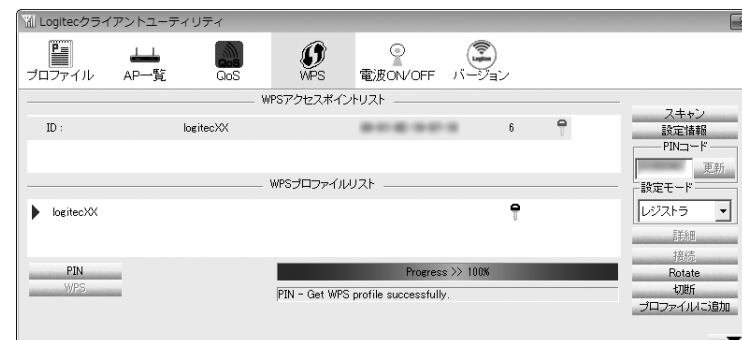 Logitecクライアントユーティリティ
プロファイル AP一覧 QoS WPS 電波ON/OFF バージョン
WPSアクセスポイントリスト
ID : logitecXX 6
WPSプロファイルリスト
logitecXX
スキャン
設定情報
PINコード
更新
設定モード
レジストラ
詳細
接続
Rotate
切断
プロファイルに追加
PIN
WPS
Progress >> 100%
PIN - Get WPS profile successfully.